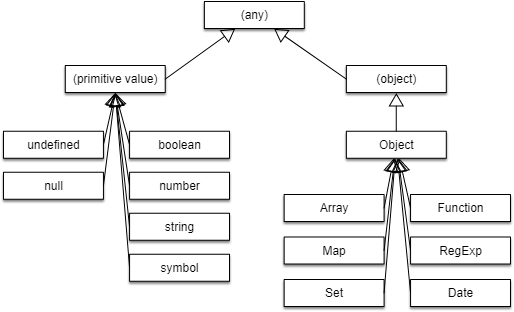 (any)
(primitive value)
(object)
undefined
boolean
Object
null
number
Array
Function
string
Map
RegExp
symbol
Set
Date